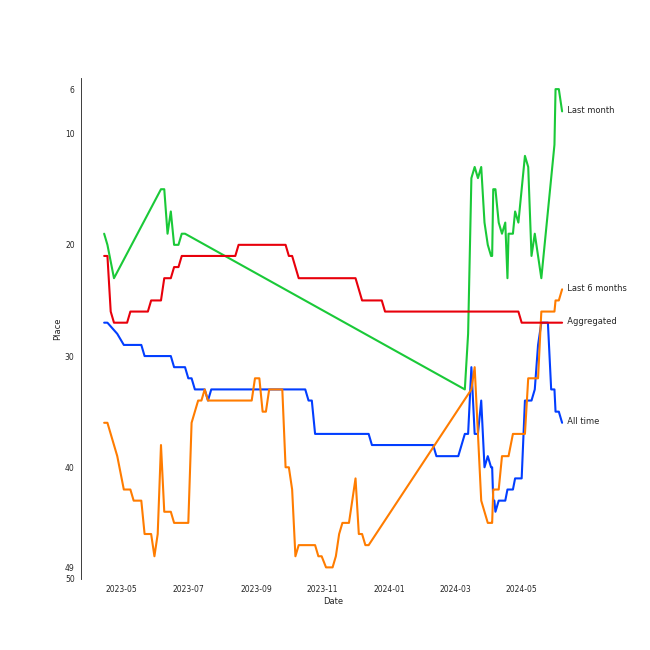 6
Last month
10
20
Last 6 months
Aggregated
Place
30
All time
40
49
50
2023-05 2023-07 2023-09 2023-11 2024-01 2024-03 2024-05
Date